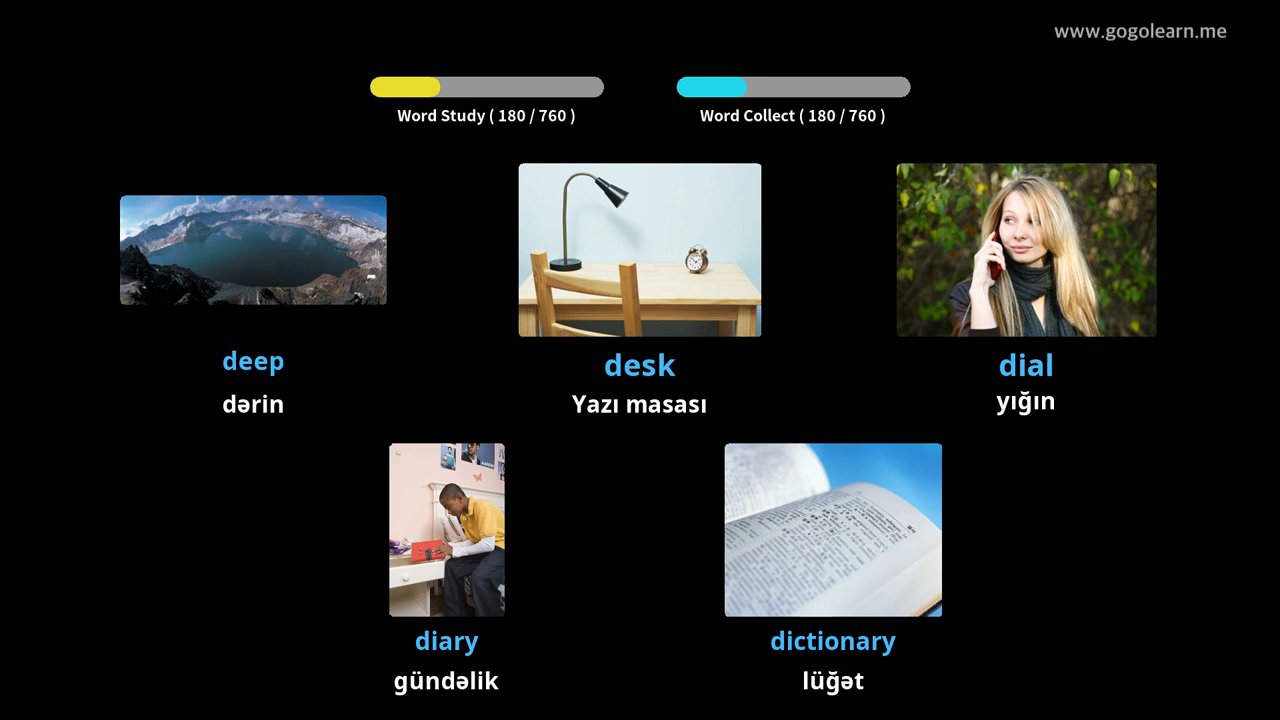 www.gogolearn.me
Word Study ( 180 / 760 )
Word Collect ( 180 / 760 )
deep
dərin
desk
Yazı masası
dial
yığın
diary
gündəlik
dictionary
lüğət